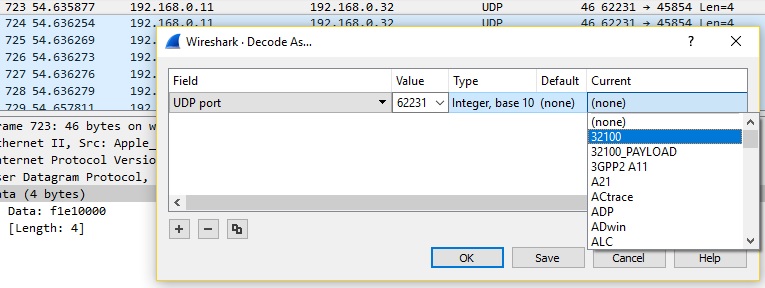 723 54.635877 192.168.0.11 192.168.0.32 UDP 46 62231 → 45854 Len=4
724 54.636254 192.168.0.11 192.168.0.32 UDP 46 62231 → 45854 Len=4
725 54.636269 192
726 54.636273 192
727 54.636276 192
728 54.636279 192
729 54.657811 192
Wireshark · Decode As...
Field Value Type Default Current
UDP port 62231 Integer, base 10 (none) (none)
(none)
32100
32100_PAYLOAD
3GPP2 A11
A21
ACtrace
ADP
ADwin
ALC
rame 723: 46 bytes on w
thernet II, Src: Apple_
nternet Protocol Versio
ser Datagram Protocol,
ata (4 bytes)
Data: f1e10000
[Length: 4]
OK Save Cancel Help